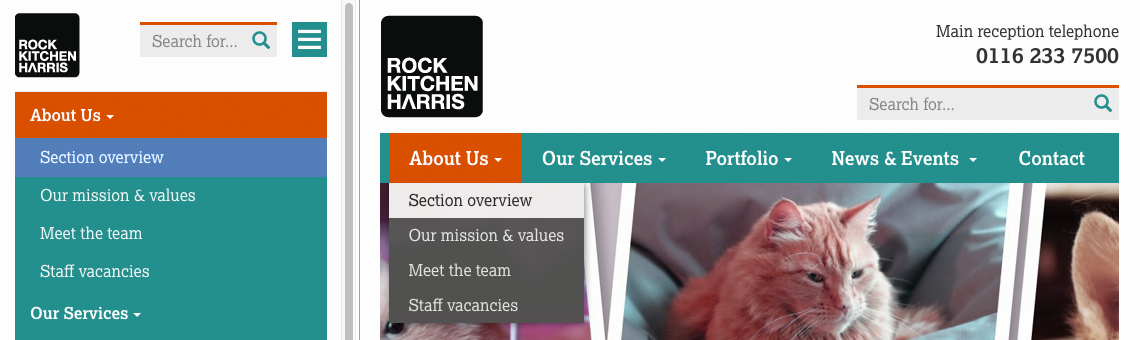 ROCK
KITCHEN
HARRIS
Search for...
About Us
Section overview
Our mission & values
Meet the team
Staff vacancies
Our Services
ROCK
KITCHEN
HARRIS
Main reception telephone
0116 233 7500
Search for...
About Us Our Services Portfolio News & Events Contact
Section overview
Our mission & values
Meet the team
Staff vacancies